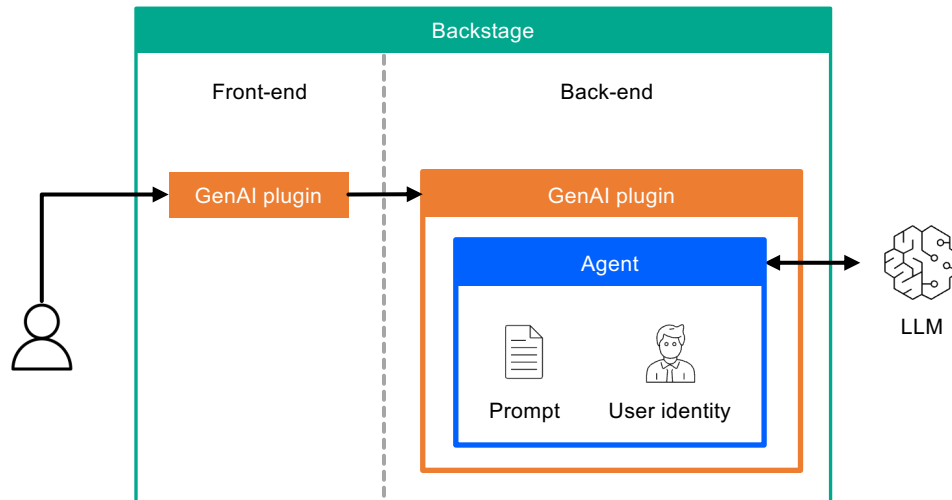 Backstage
Front-end
Back-end
GenAI plugin
GenAI plugin
Agent
LLM
Prompt
User identity